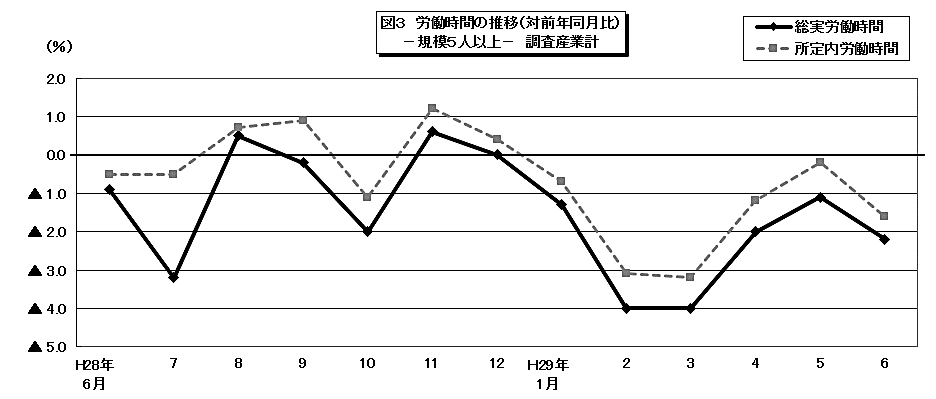 図３　労働時間の推移（対前年同月比）
－規模５人以上－　調査産業計
総実労働時間
所定内労働時間
(%)
2.0
1.0
0.0
▲ 1.0
▲ 2.0
▲ 3.0
▲ 4.0
▲ 5.0
H28年 7 8 9 10 11 12 H29年 2 3 4 5 6
6月 1月